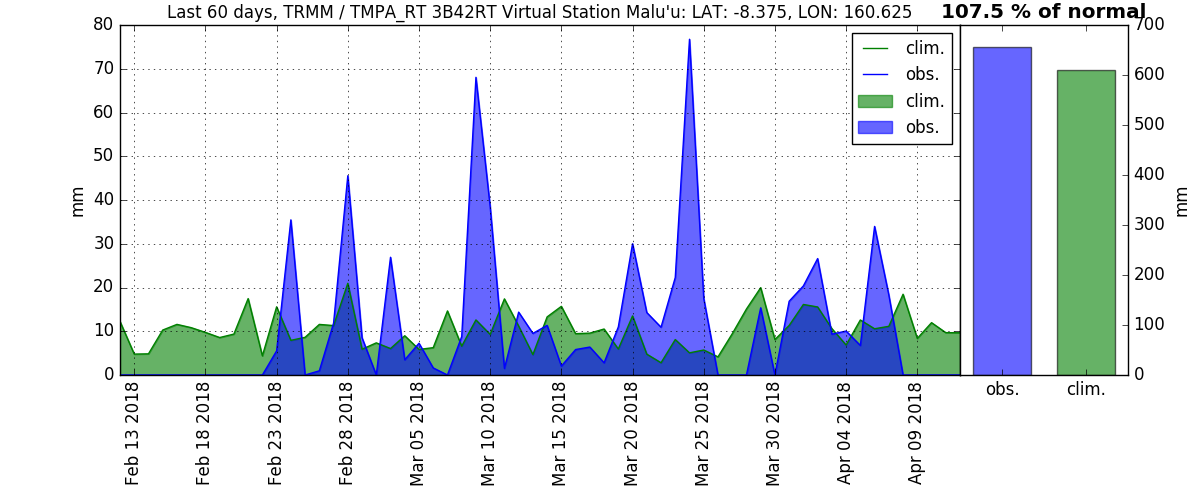 Last 60 days, TRMM / TMPA_RT 3B42RT Virtual Station Malu'u: LAT: -8.375, LON: 160.625
107.5 % of normal
mm
80
70
60
50
40
30
20
10
0
clim.
obs.
clim.
obs.
Feb 13 2018
Feb 18 2018
Feb 23 2018
Feb 28 2018
Mar 05 2018
Mar 10 2018
Mar 15 2018
Mar 20 2018
Mar 25 2018
Mar 30 2018
Apr 04 2018
Apr 09 2018
700
600
500
400
300
200
100
0
mm
obs.
clim.